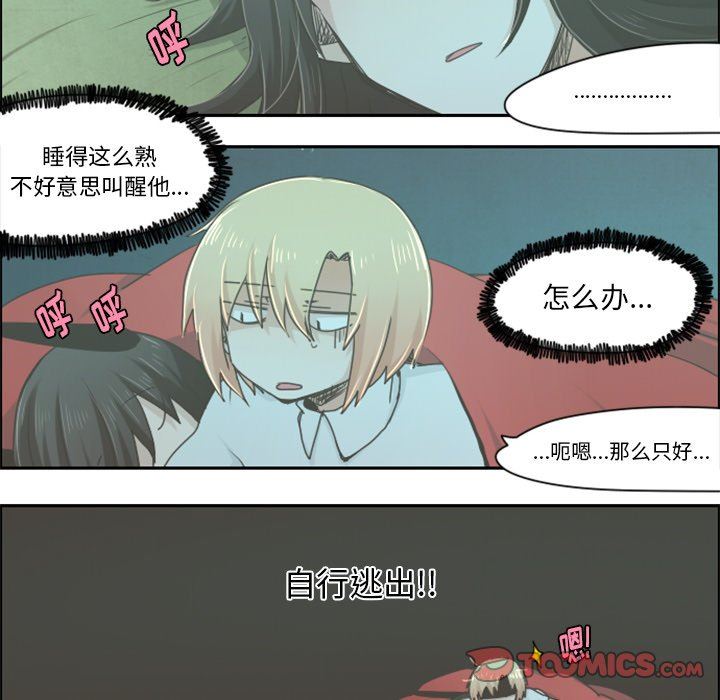 呼
..................
睡得这么熟
不好意思叫醒他...
呼 呼
怎么办...
...呃嗯...那么只好...
自行逃出!!
嗯!
TOOMICS.COM